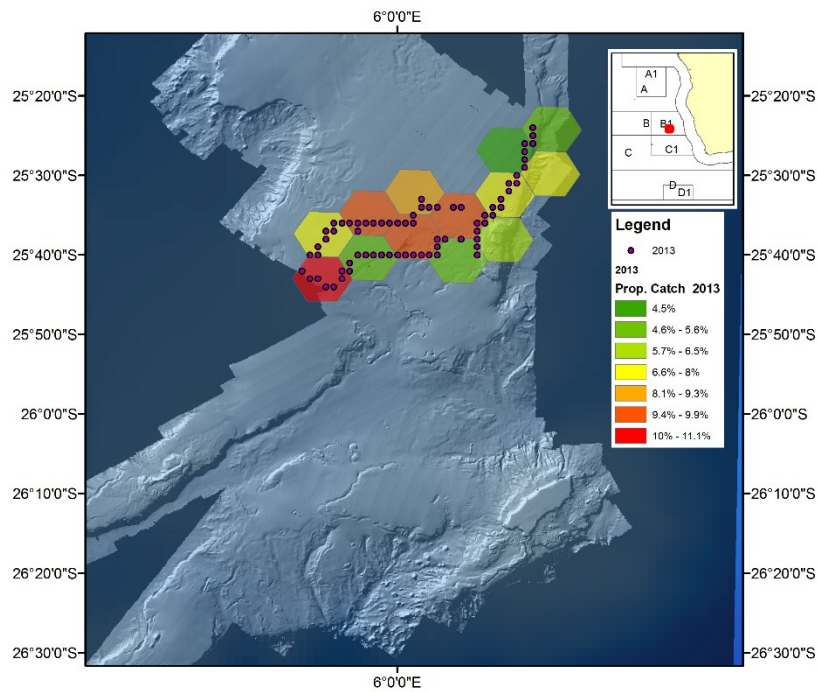 6°0'0"E
25°20'0"S
25°30'0"S
25°40'0"S
25°50'0"S
26°0'0"S
26°10'0"S
26°20'0"S
26°30'0"S
25°20'0"S
25°30'0"S
25°40'0"S
25°50'0"S
26°0'0"S
26°10'0"S
26°20'0"S
26°30'0"S
6°0'0"E
A1
A
B B1
C C1
D
D1
Legend
2013
2013
Prop. Catch 2013
4.5%
4.6% - 5.6%
5.7% - 6.5%
6.6% - 8%
8.1% - 9.3%
9.4% - 9.9%
10% - 11.1%